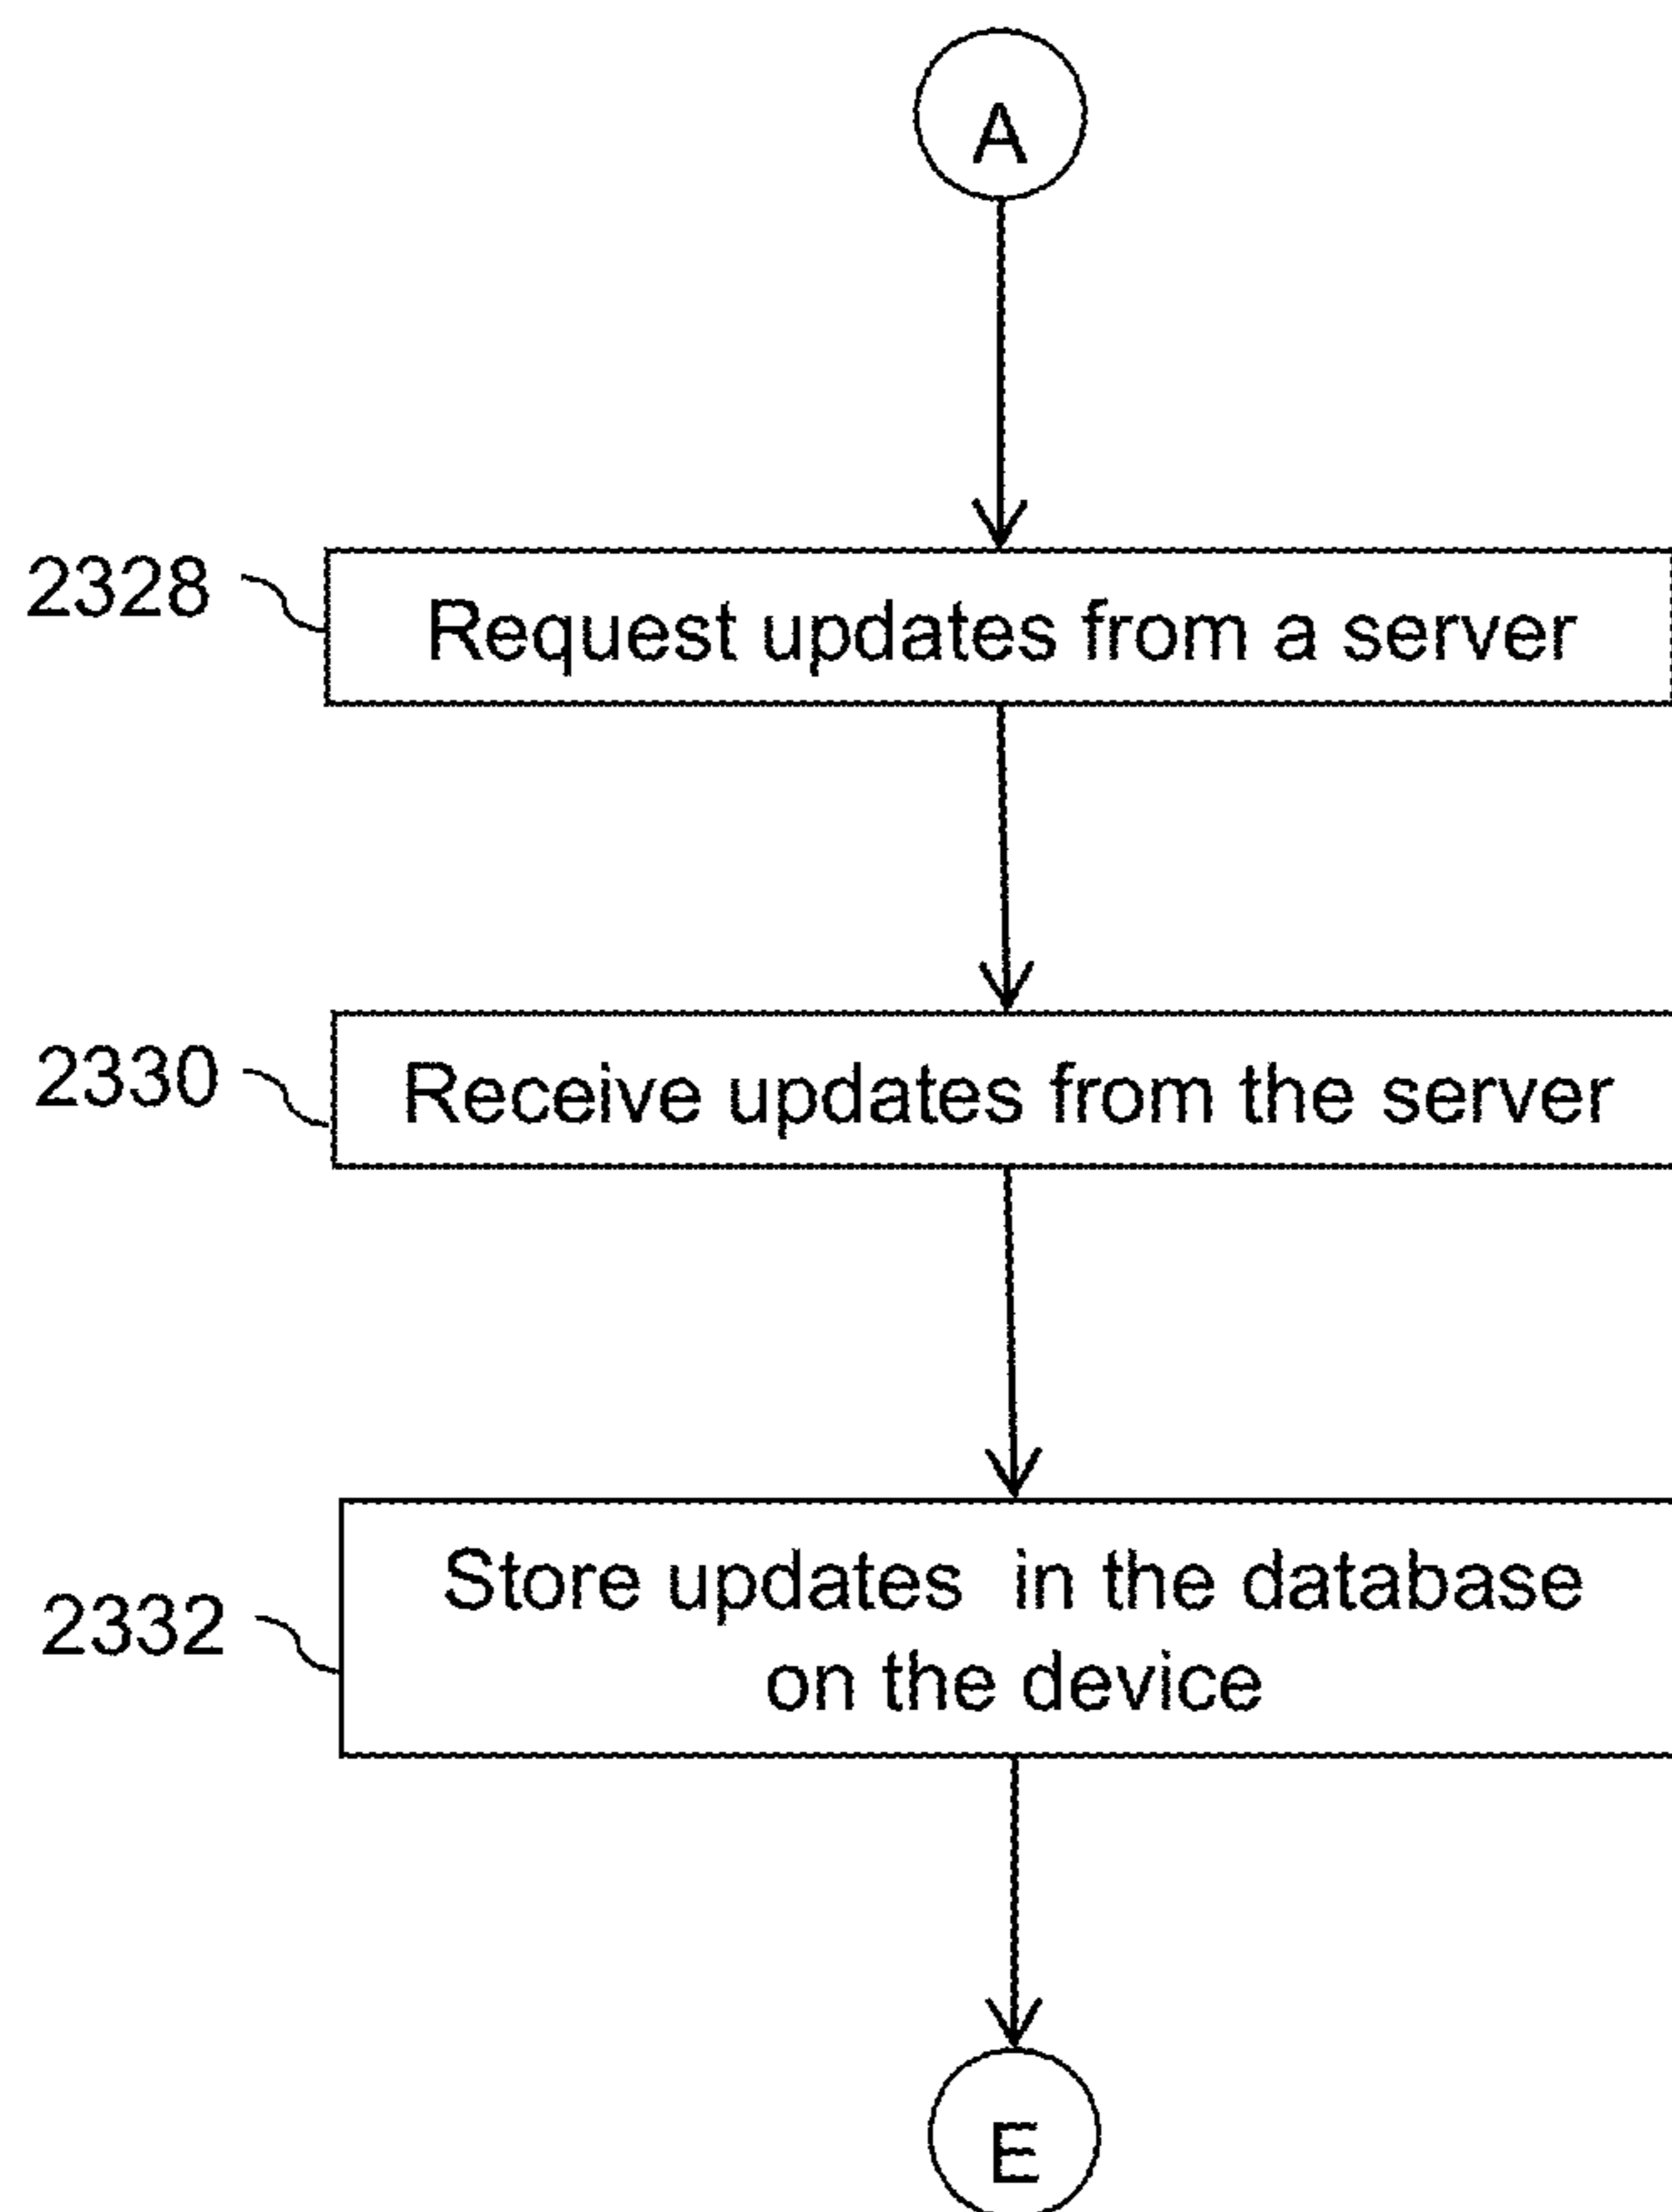 A
2328
Request updates from a server
2330
Receive updates from the server
2332
Store updates in the database
on the device
E